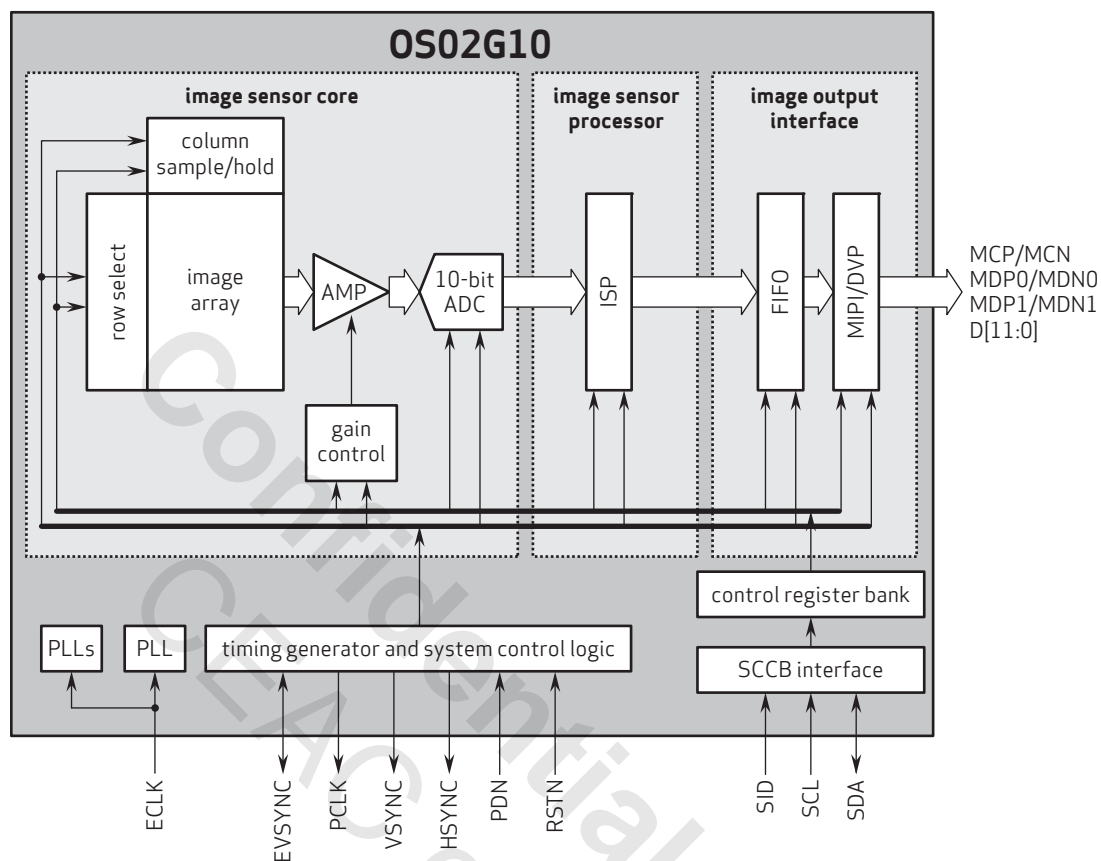 OS02G10
image sensor core
image sensor
processor
image output
interface
column
sample/hold
row select
image
array
AMP
10-bit
ADC
gain
control
ISP
FIFO
MIPI/DVP
MCP/MCN
MDP0/MDN0
MDP1/MDN1
D[11:0]
control register bank
PLLs
PLL
timing generator and system control logic
SCCB interface
ECLK
EVSYNC
PCLK
VSYNC
HSYNC
PDN
RSTN
SID
SCL
SDA
Confidential
CEAC